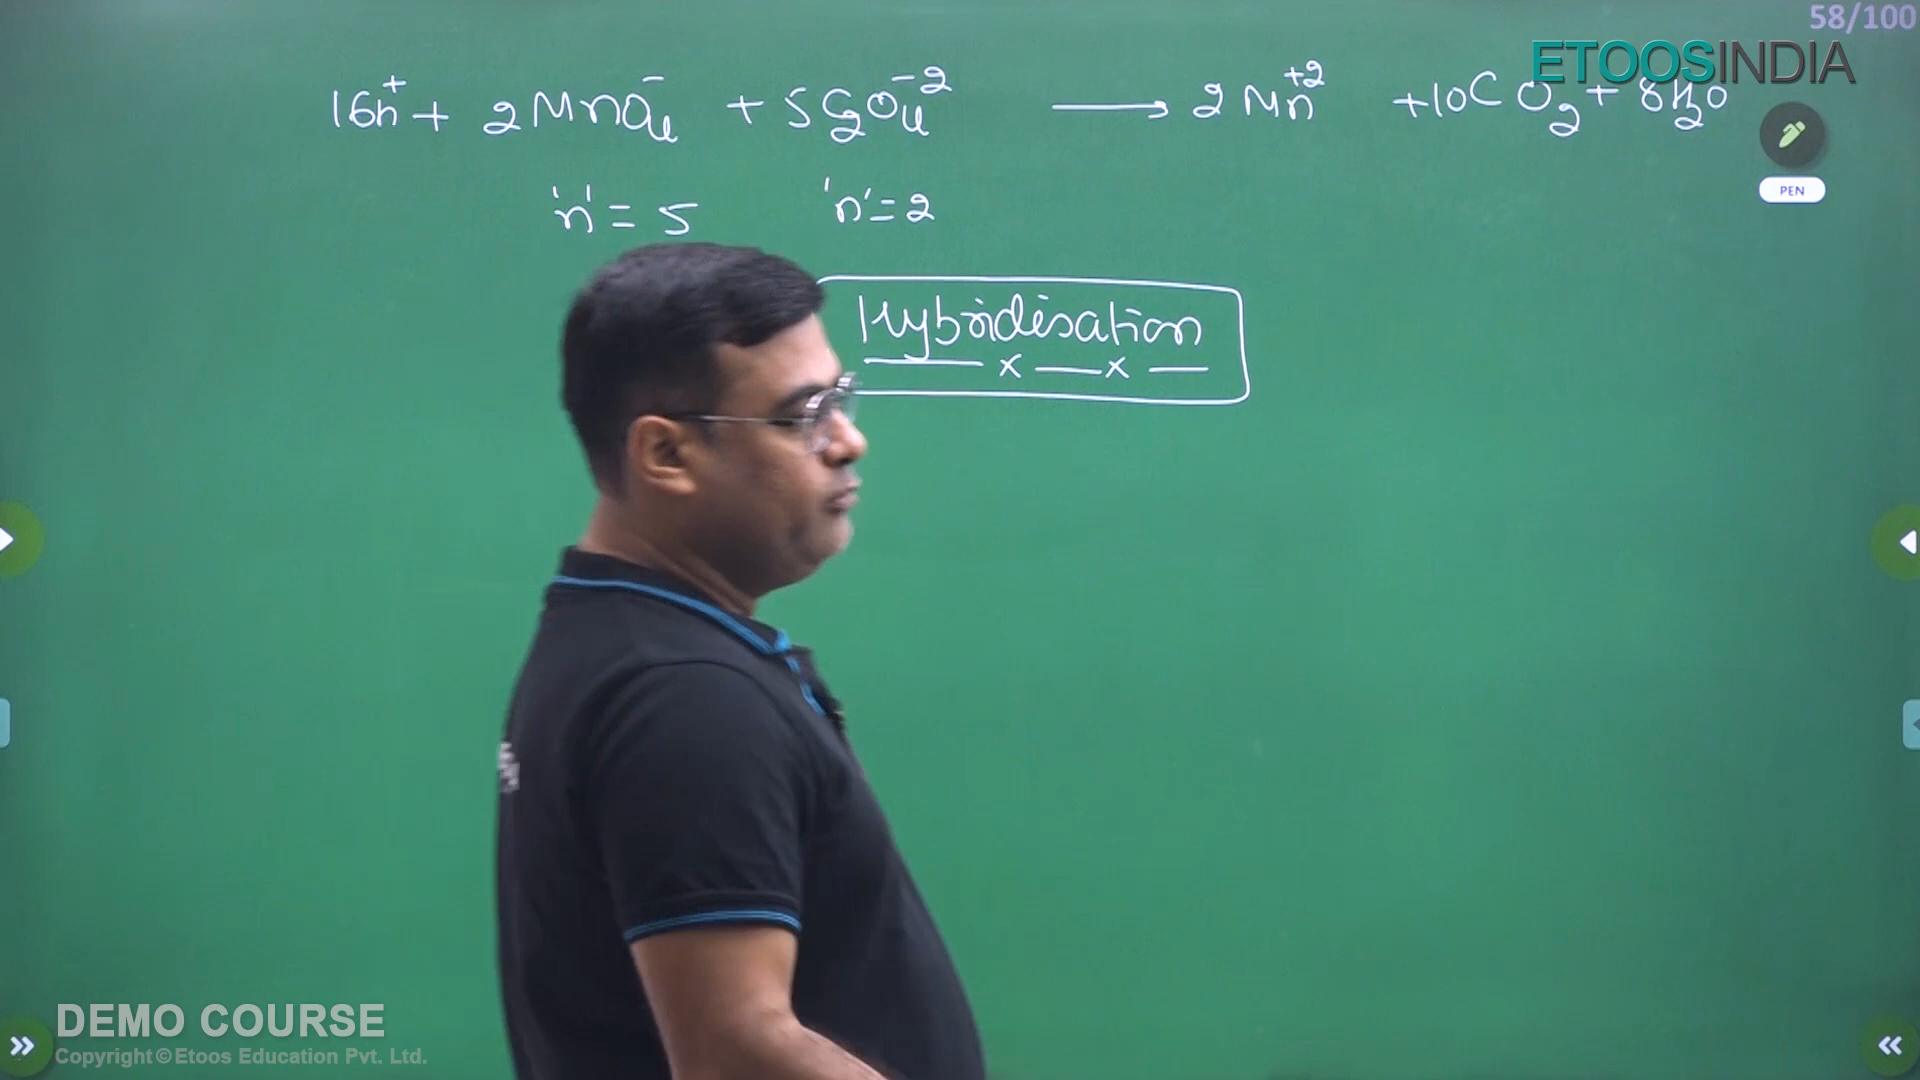 58/100
ETOOSINDIA
16H⁺ + 2MnO₄⁻ + 5C₂O₄⁻² ⟶ 2Mn⁺² + 10CO₂ + 8H₂O
PEN
'n' = 5 'n' = 2
Hybridisation
DEMO COURSE
Copyright © Etoos Education Pvt. Ltd.